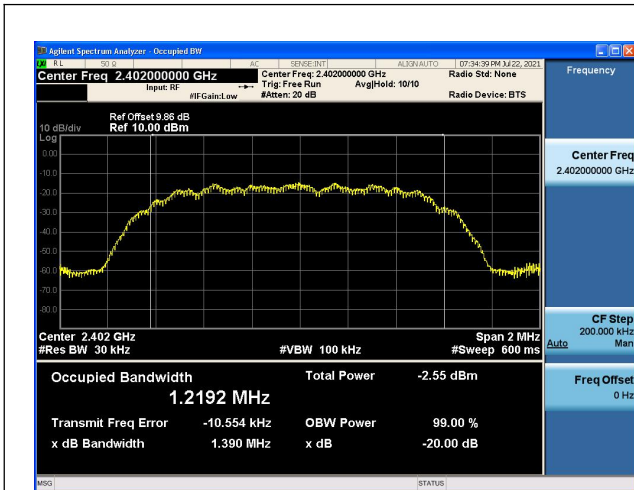 Agilent Spectrum Analyzer - Occupied BW
RL 50 Ω AC SENSE:INT ALIGNAUTO 07:34:39 PM Jul 22, 2021
Center Freq 2.402000000 GHz Center Freq: 2.402000000 GHz Radio Std: None Frequency
Input: RF Trig: Free Run Avg|Hold: 10/10
#IFGain:Low #Atten: 20 dB Radio Device: BTS
Ref Offset 9.86 dB
10 dB/div Ref 10.00 dBm
Log
0.00
-10.0
-20.0
-30.0
-40.0
-50.0
-60.0
-70.0
-80.0
Center 2.402 GHz Span 2 MHz
#Res BW 30 kHz #VBW 100 kHz #Sweep 600 ms
Occupied Bandwidth Total Power -2.55 dBm
1.2192 MHz
Transmit Freq Error -10.554 kHz OBW Power 99.00 %
x dB Bandwidth 1.390 MHz x dB -20.00 dB
Center Freq
2.402000000 GHz
CF Step
200.000 kHz
Auto Man
Freq Offset
0 Hz
MSG STATUS